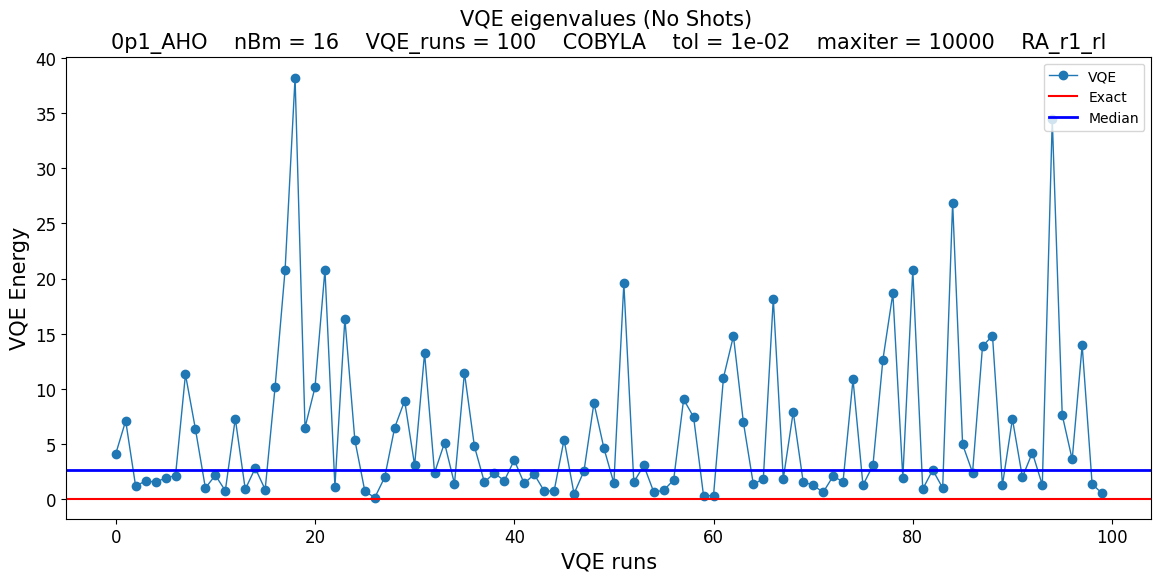 VQE eigenvalues (No Shots)
0p1_AHO nBm = 16 VQE_runs = 100 COBYLA tol = 1e-02 maxiter = 10000 RA_r1_rl
VQE
Exact
Median
VQE Energy
40
35
30
25
20
15
10
5
0
0 20 40 60 80 100
VQE runs